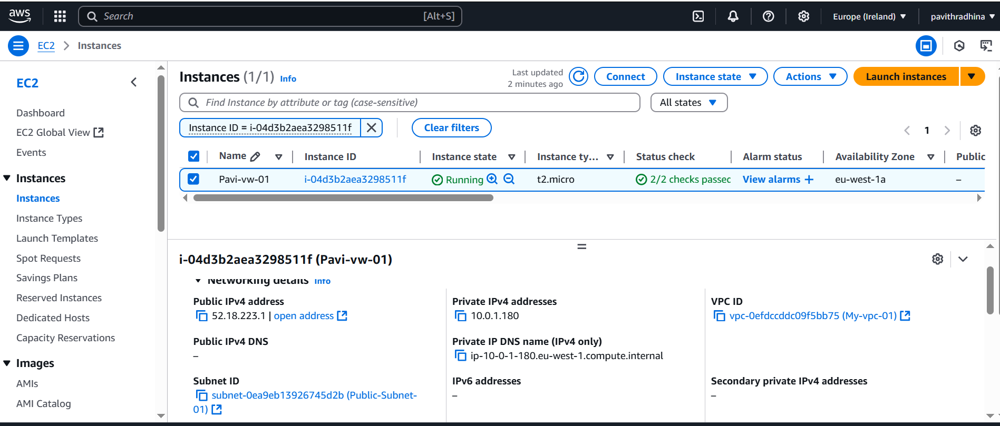 aws
Search
[Alt+S]
Europe (Ireland)
pavithradhina
EC2
Instances
EC2
Dashboard
EC2 Global View
Events
Instances
Instances
Instance Types
Launch Templates
Spot Requests
Savings Plans
Reserved Instances
Dedicated Hosts
Capacity Reservations
Images
AMIs
AMI Catalog
Instances (1/1) Info
Last updated
2 minutes ago
Connect
Instance state
Actions
Launch instances
Find Instance by attribute or tag (case-sensitive)
All states
Instance ID = i-04d3b2aea3298511f
Clear filters
1
Name Instance ID Instance state Instance ty... Status check Alarm status Availability Zone Public
Pavi-vw-01 i-04d3b2aea3298511f Running t2.micro 2/2 checks passec View alarms + eu-west-1a –
i-04d3b2aea3298511f (Pavi-vw-01)
Networking details Info
Public IPv4 address
52.18.223.1 | open address
Public IPv4 DNS
–
Subnet ID
subnet-0ea9eb13926745d2b (Public-Subnet-
01)
Private IPv4 addresses
10.0.1.180
Private IP DNS name (IPv4 only)
ip-10-0-1-180.eu-west-1.compute.internal
IPv6 addresses
–
VPC ID
vpc-0efdccddc09f5bb75 (My-vpc-01)
Secondary private IPv4 addresses
–